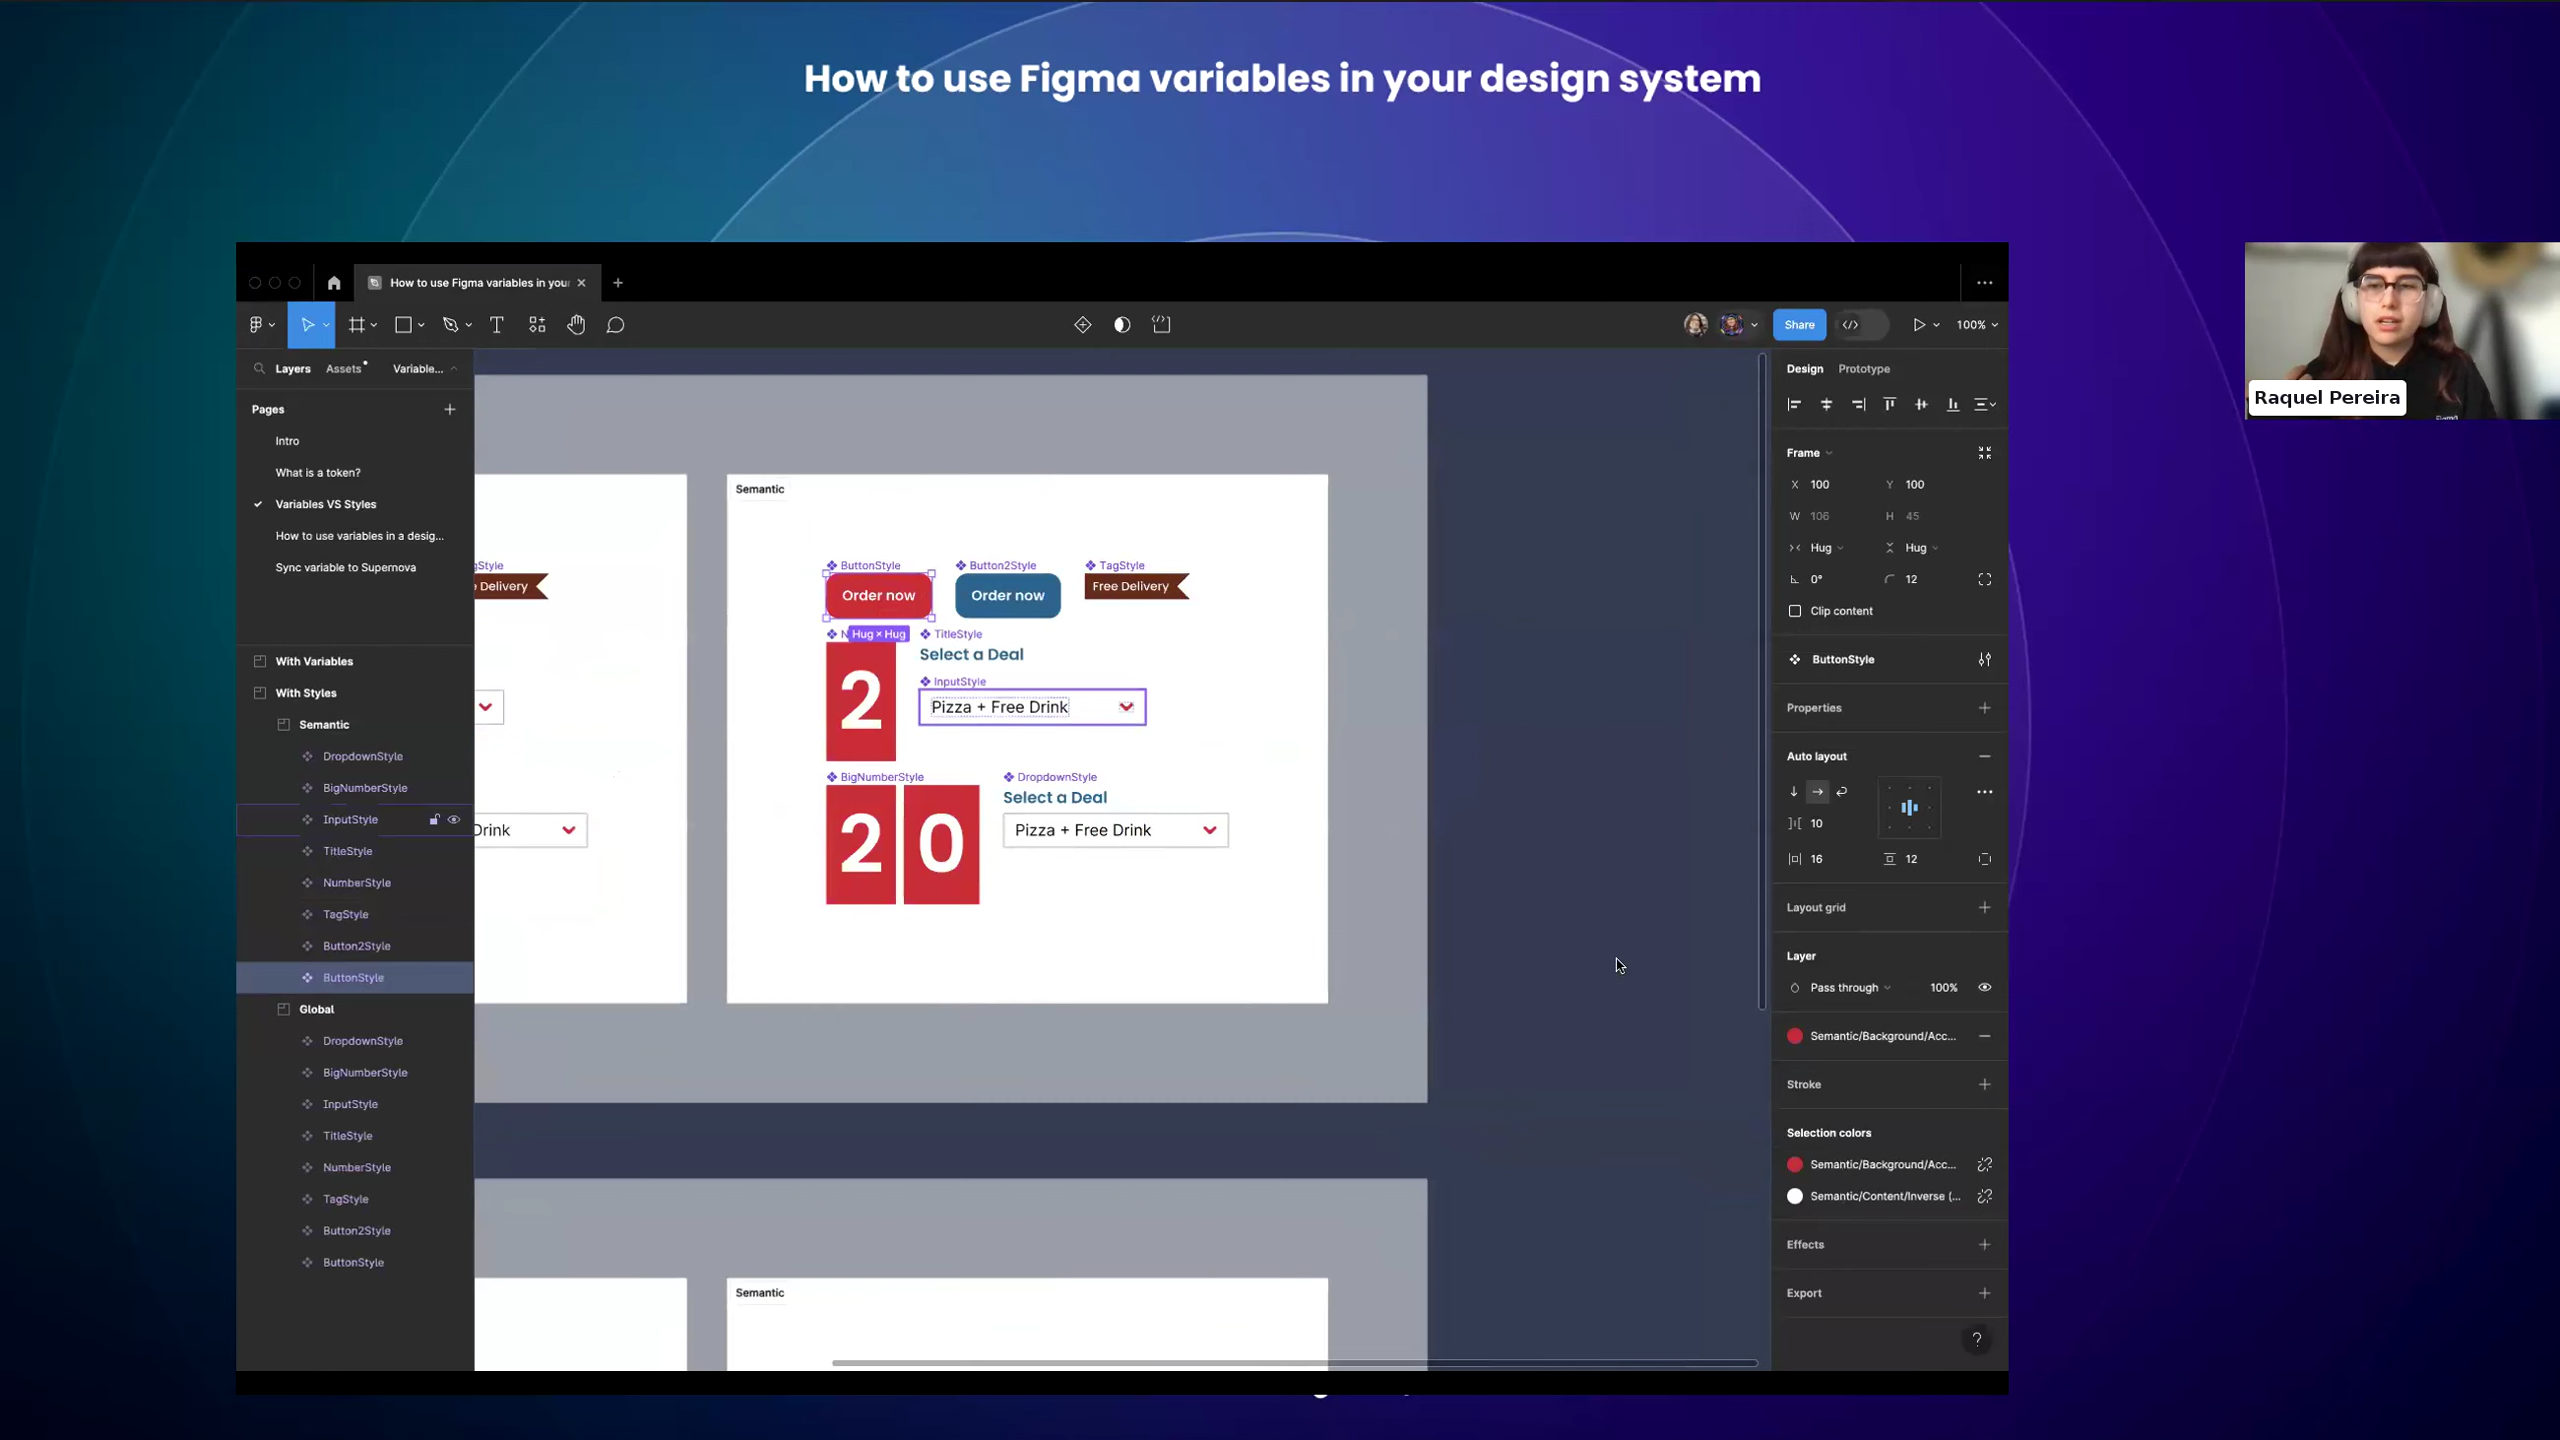 How to use Figma variables in your design system
How to use Figma variables in your
Share
100%
Raquel Pereira
Layers
Assets
Variable...
Pages
Intro
What is a token?
Variables VS Styles
How to use variables in a desig...
Sync variable to Supernova
With Variables
With Styles
Semantic
DropdownStyle
BigNumberStyle
InputStyle
TitleStyle
NumberStyle
TagStyle
Button2Style
ButtonStyle
Global
DropdownStyle
BigNumberStyle
InputStyle
TitleStyle
NumberStyle
TagStyle
Button2Style
ButtonStyle
gStyle
e Delivery
Drink
Semantic
ButtonStyle
Button2Style
TagStyle
Order now
Order now
Free Delivery
N
Hug × Hug
TitleStyle
2
Select a Deal
InputStyle
Pizza + Free Drink
BigNumberStyle
DropdownStyle
2 0
Select a Deal
Pizza + Free Drink
Semantic
Design
Prototype
Frame
X 100
Y 100
W 106
H 45
Hug
Hug
0°
12
Clip content
ButtonStyle
Properties
Auto layout
10
16
12
Layout grid
Layer
Pass through
100%
Semantic/Background/Acc...
Stroke
Selection colors
Semantic/Background/Acc...
Semantic/Content/Inverse (...
Effects
Export
?